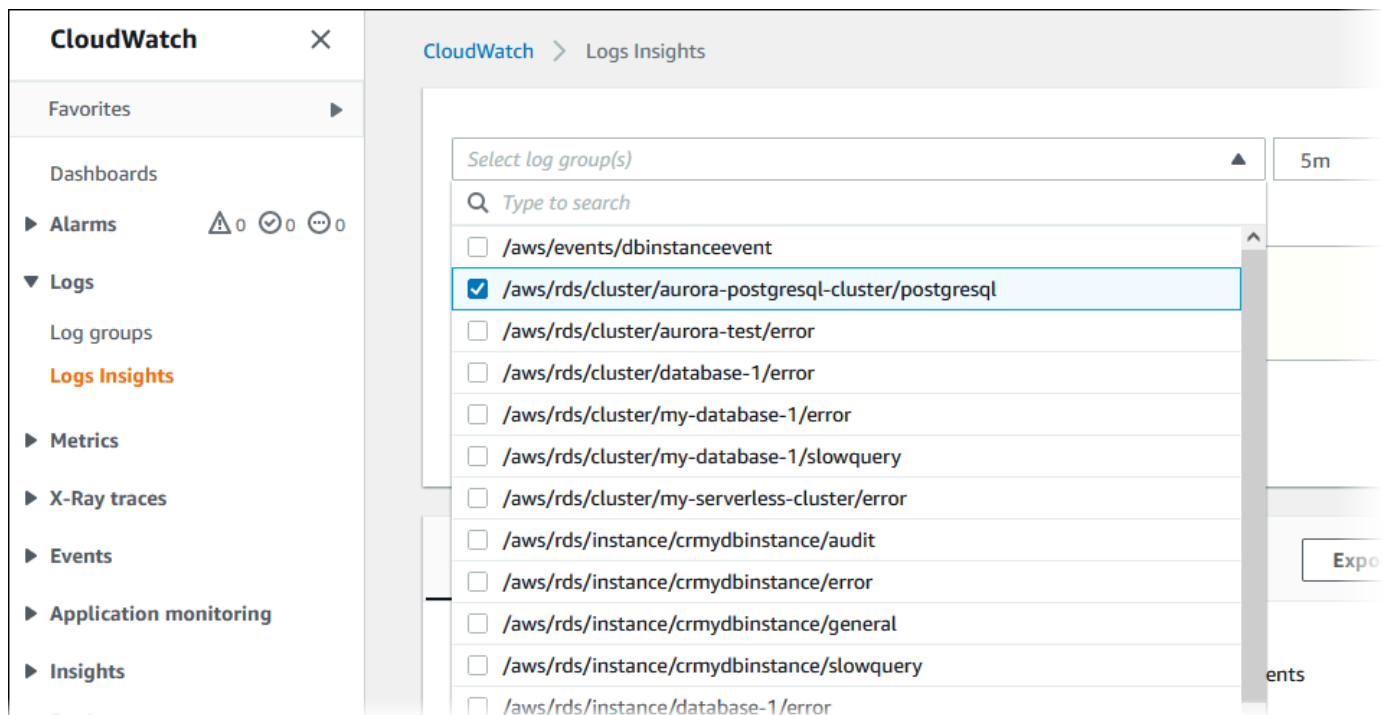 CloudWatch
Favorites
Dashboards
Alarms 0 0 0
Logs
Log groups
Logs Insights
Metrics
X-Ray traces
Events
Application monitoring
Insights
CloudWatch > Logs Insights
Select log group(s)
5m
Type to search
/aws/events/dbinstanceevent
/aws/rds/cluster/aurora-postgresql-cluster/postgresql
/aws/rds/cluster/aurora-test/error
/aws/rds/cluster/database-1/error
/aws/rds/cluster/my-database-1/error
/aws/rds/cluster/my-database-1/slowquery
/aws/rds/cluster/my-serverless-cluster/error
/aws/rds/instance/crmydbinstance/audit
/aws/rds/instance/crmydbinstance/error
Expo
/aws/rds/instance/crmydbinstance/general
/aws/rds/instance/crmydbinstance/slowquery
ents
/aws/rds/instance/database-1/error